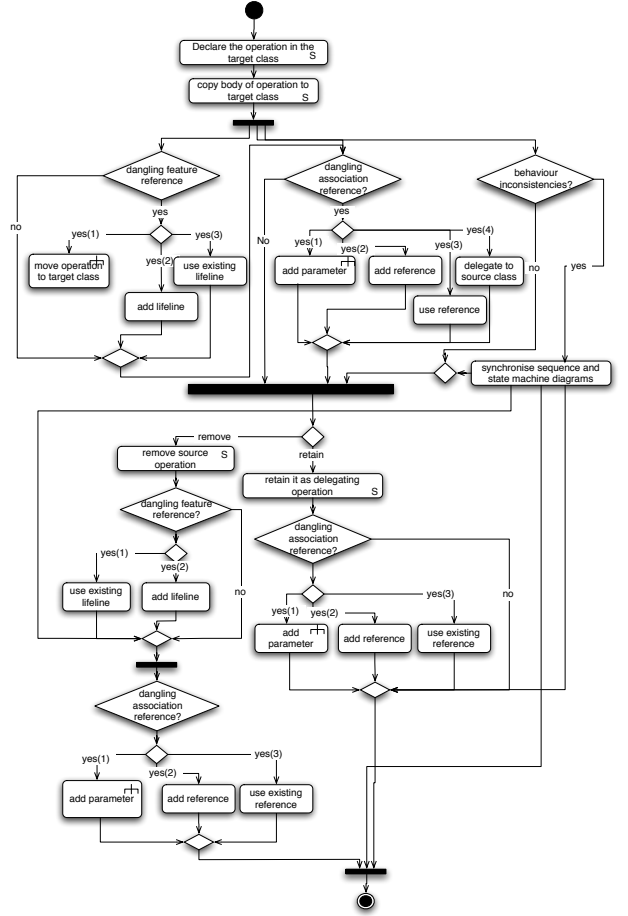 Declare the operation in the
target class
S
copy body of operation to
target class
S
dangling feature
reference
dangling
association
reference?
behaviour
inconsistencies?
no
yes
yes(1)
yes(2)
yes(3)
move operation
to target class
use existing
lifeline
add lifeline
No
yes
yes(1)
yes(2)
yes(3)
yes(4)
add parameter
add reference
delegate to
source class
use reference
no
yes
synchronise sequence and
state machine diagrams
remove
retain
remove source
operation
S
retain it as delegating
operation
S
dangling feature
reference?
dangling
association
reference?
yes(1)
yes(2)
no
use existing
lifeline
add lifeline
yes(1)
yes(2)
yes(3)
no
add
parameter
add reference
use existing
reference
dangling
association
reference?
yes(1)
yes(2)
yes(3)
add parameter
add reference
use existing
reference